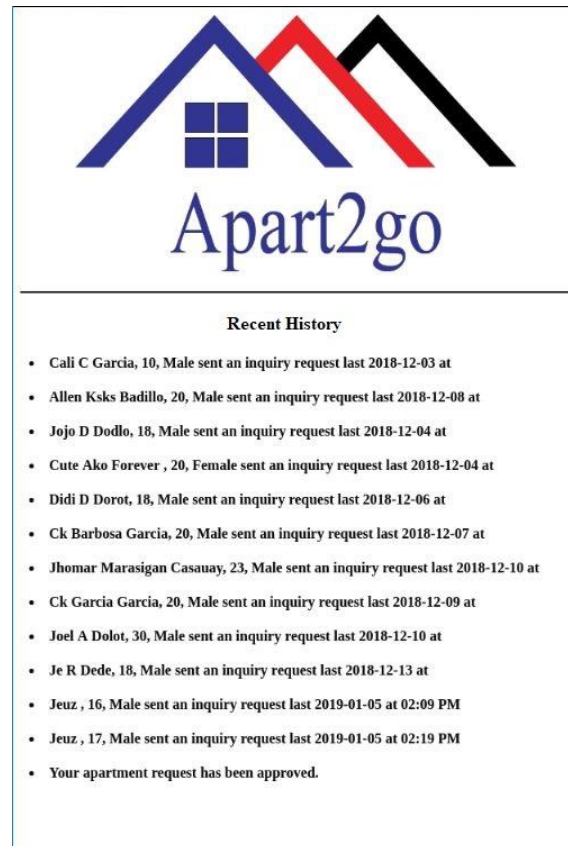 Apart2go
Recent History
• Cali C Garcia, 10, Male sent an inquiry request last 2018-12-03 at
• Allen Ksks Badillo, 20, Male sent an inquiry request last 2018-12-08 at
• Jojo D Dodlo, 18, Male sent an inquiry request last 2018-12-04 at
• Cute Ako Forever , 20, Female sent an inquiry request last 2018-12-04 at
• Didi D Dorot, 18, Male sent an inquiry request last 2018-12-06 at
• Ck Barbosa Garcia, 20, Male sent an inquiry request last 2018-12-07 at
• Jhomar Marasigan Casauay, 23, Male sent an inquiry request last 2018-12-10 at
• Ck Garcia Garcia, 20, Male sent an inquiry request last 2018-12-09 at
• Joel A Dolot, 30, Male sent an inquiry request last 2018-12-10 at
• Je R Dede, 18, Male sent an inquiry request last 2018-12-13 at
• Jeuz , 16, Male sent an inquiry request last 2019-01-05 at 02:09 PM
• Jeuz , 17, Male sent an inquiry request last 2019-01-05 at 02:19 PM
• Your apartment request has been approved.